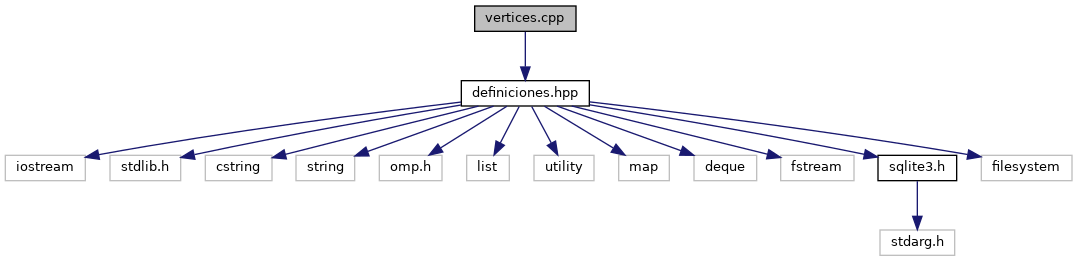 vertices.cpp
definiciones.hpp
iostream
stdlib.h
cstring
string
omp.h
list
utility
map
deque
fstream
sqlite3.h
filesystem
stdarg.h